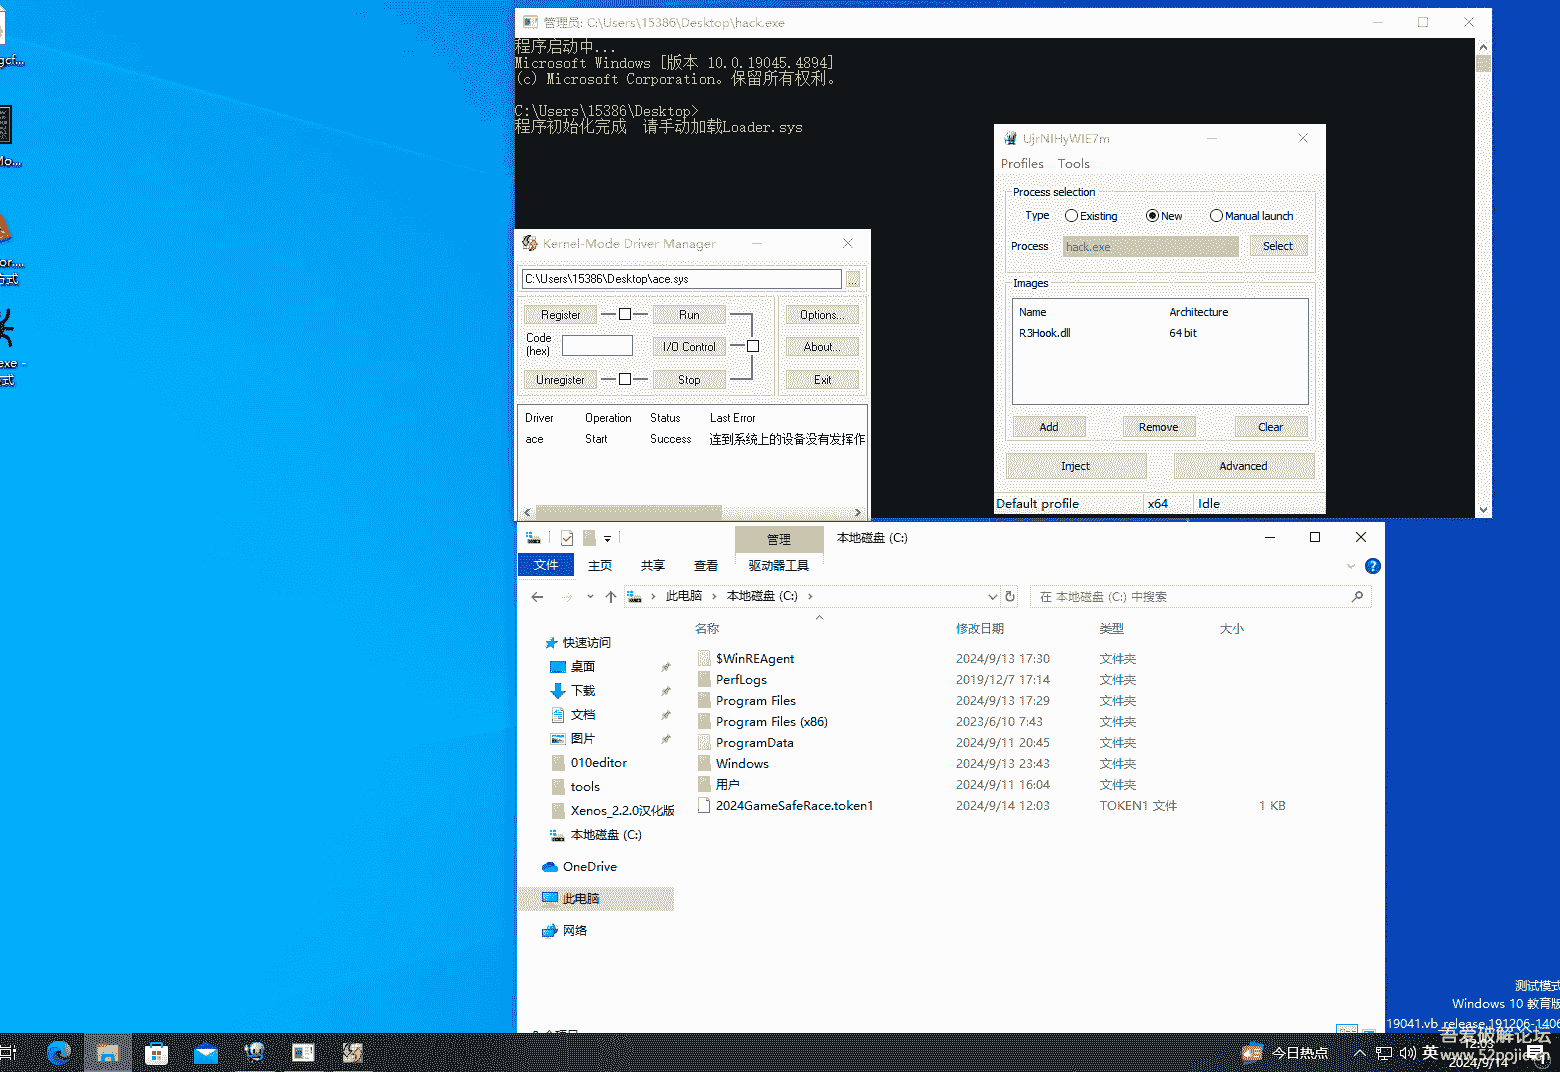 gcf...
Mo...
or....
方式
exe -
式
管理员: C:\Users\15386\Desktop\hack.exe
程序启动中...
Microsoft Windows [版本 10.0.19045.4894]
(c) Microsoft Corporation。保留所有权利。
C:\Users\15386\Desktop>
程序初始化完成 请手动加载Loader.sys
UjrNIHyWIE7m
Profiles Tools
Process selection
Type Existing New Manual launch
Process hack.exe Select
Images
Name Architecture
R3Hook.dll 64 bit
Add Remove Clear
Inject Advanced
Default profile x64 Idle
Kernel-Mode Driver Manager
C:\Users\15386\Desktop\ace.sys ...
Register Run Options...
Code
(hex) I/O Control About...
Unregister Stop Exit
Driver Operation Status Last Error
ace Start Success 连到系统上的设备没有发挥作
管理 本地磁盘 (C:)
文件 主页 共享 查看 驱动器工具
此电脑 本地磁盘 (C:) 在 本地磁盘 (C:) 中搜索
名称 修改日期 类型 大小
快速访问
桌面
下载
文档
图片
010editor
tools
Xenos_2.2.0汉化版
本地磁盘 (C:)
OneDrive
此电脑
网络
$WinREAgent 2024/9/13 17:30 文件夹
PerfLogs 2019/12/7 17:14 文件夹
Program Files 2024/9/13 17:29 文件夹
Program Files (x86) 2023/6/10 7:43 文件夹
ProgramData 2024/9/11 20:45 文件夹
Windows 2024/9/13 23:43 文件夹
用户 2024/9/11 16:04 文件夹
2024GameSafeRace.token1 2024/9/14 12:03 TOKEN1 文件 1 KB
测试模式
Windows 10 教育版
19041.vb_release.191206-1406
吾爱破解论坛
www.52pojie.cn
今日热点 英 12:03
2024/9/14